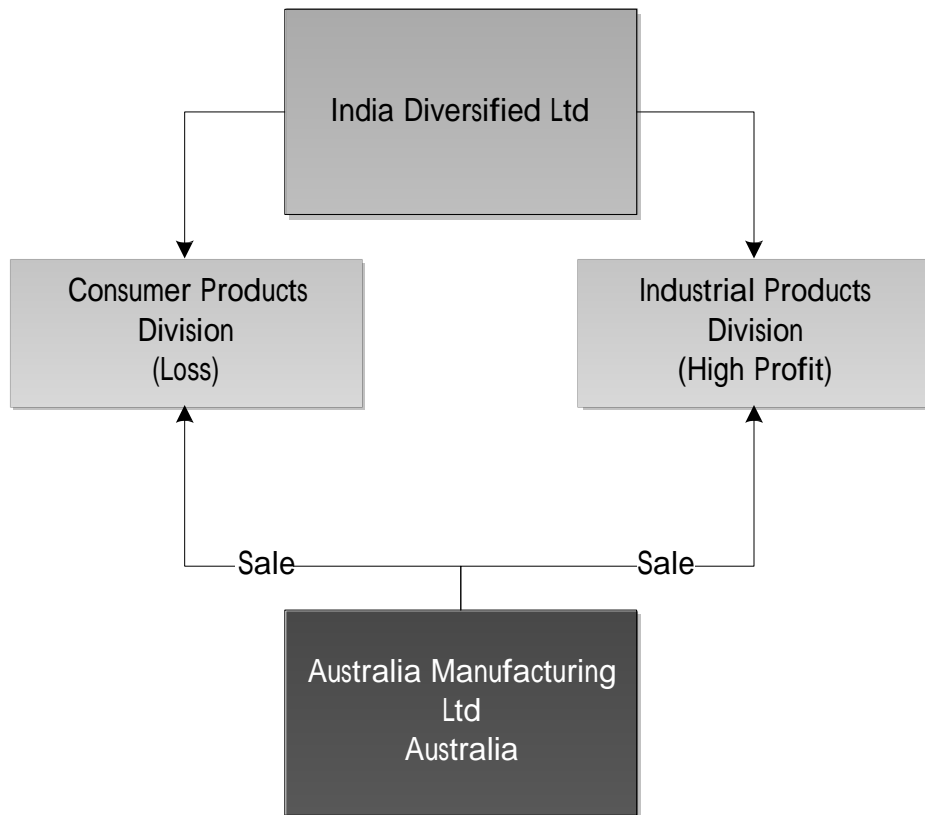 India Diversified Ltd
Consumer Products
Division
(Loss)
Industrial Products
Division
(High Profit)
Sale
Sale
Australia Manufacturing
Ltd
Australia